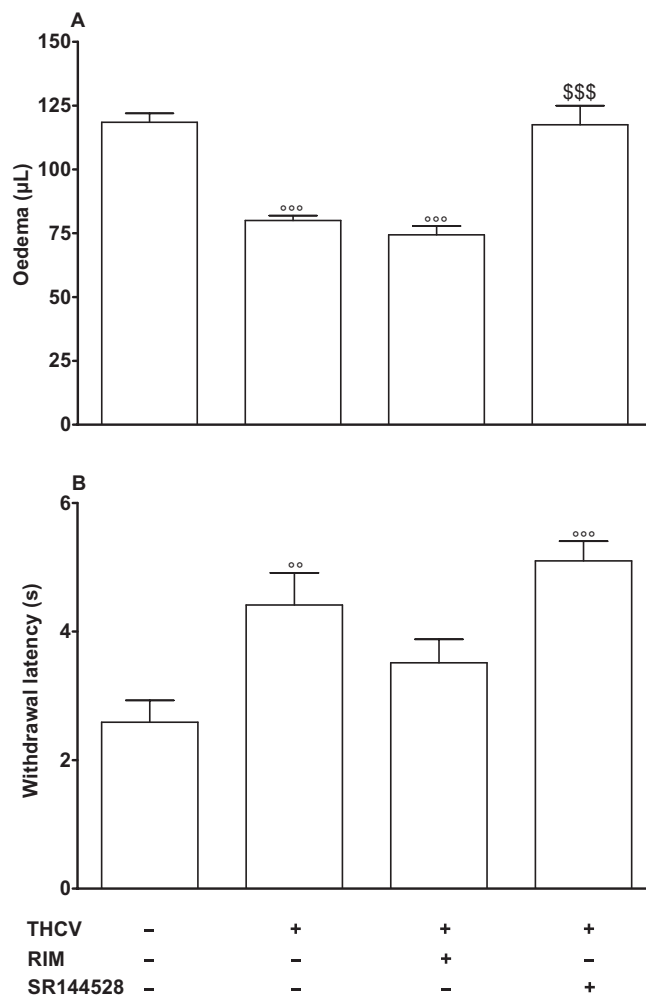 A
150
125
100
75
50
25
0
Oedema (µL)
°°°
°°°
$$$
B
6
4
2
0
Withdrawal latency (s)
°°
°°°
THCV – + + +
RIM – – + –
SR144528 – – – +